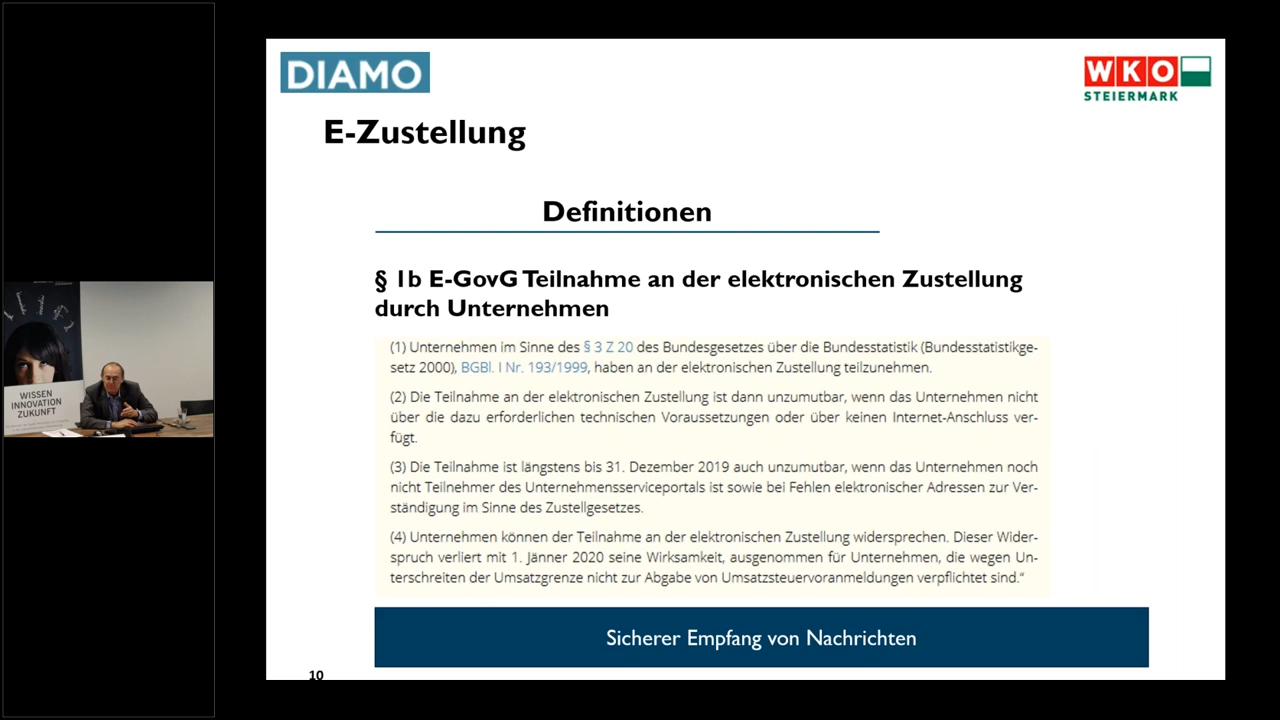 DIAMO
WKO
STEIERMARK
E-Zustellung
Definitionen
§ 1b E-GovG Teilnahme an der elektronischen Zustellung
durch Unternehmen
(1) Unternehmen im Sinne des § 3 Z 20 des Bundesgesetzes über die Bundesstatistik (Bundesstatistikge-
setz 2000), BGBl. I Nr. 193/1999, haben an der elektronischen Zustellung teilzunehmen.
(2) Die Teilnahme an der elektronischen Zustellung ist dann unzumutbar, wenn das Unternehmen nicht
über die dazu erforderlichen technischen Voraussetzungen oder über keinen Internet-Anschluss ver-
fügt.
(3) Die Teilnahme ist längstens bis 31. Dezember 2019 auch unzumutbar, wenn das Unternehmen noch
nicht Teilnehmer des Unternehmensserviceportals ist sowie bei Fehlen elektronischer Adressen zur Ver-
ständigung im Sinne des Zustellgesetzes.
(4) Unternehmen können der Teilnahme an der elektronischen Zustellung widersprechen. Dieser Wider-
spruch verliert mit 1. Jänner 2020 seine Wirksamkeit, ausgenommen für Unternehmen, die wegen Un-
terschreiten der Umsatzgrenze nicht zur Abgabe von Umsatzsteuervoranmeldungen verpflichtet sind.“
Sicherer Empfang von Nachrichten
10
WISSEN
INNOVATION
ZUKUNFT